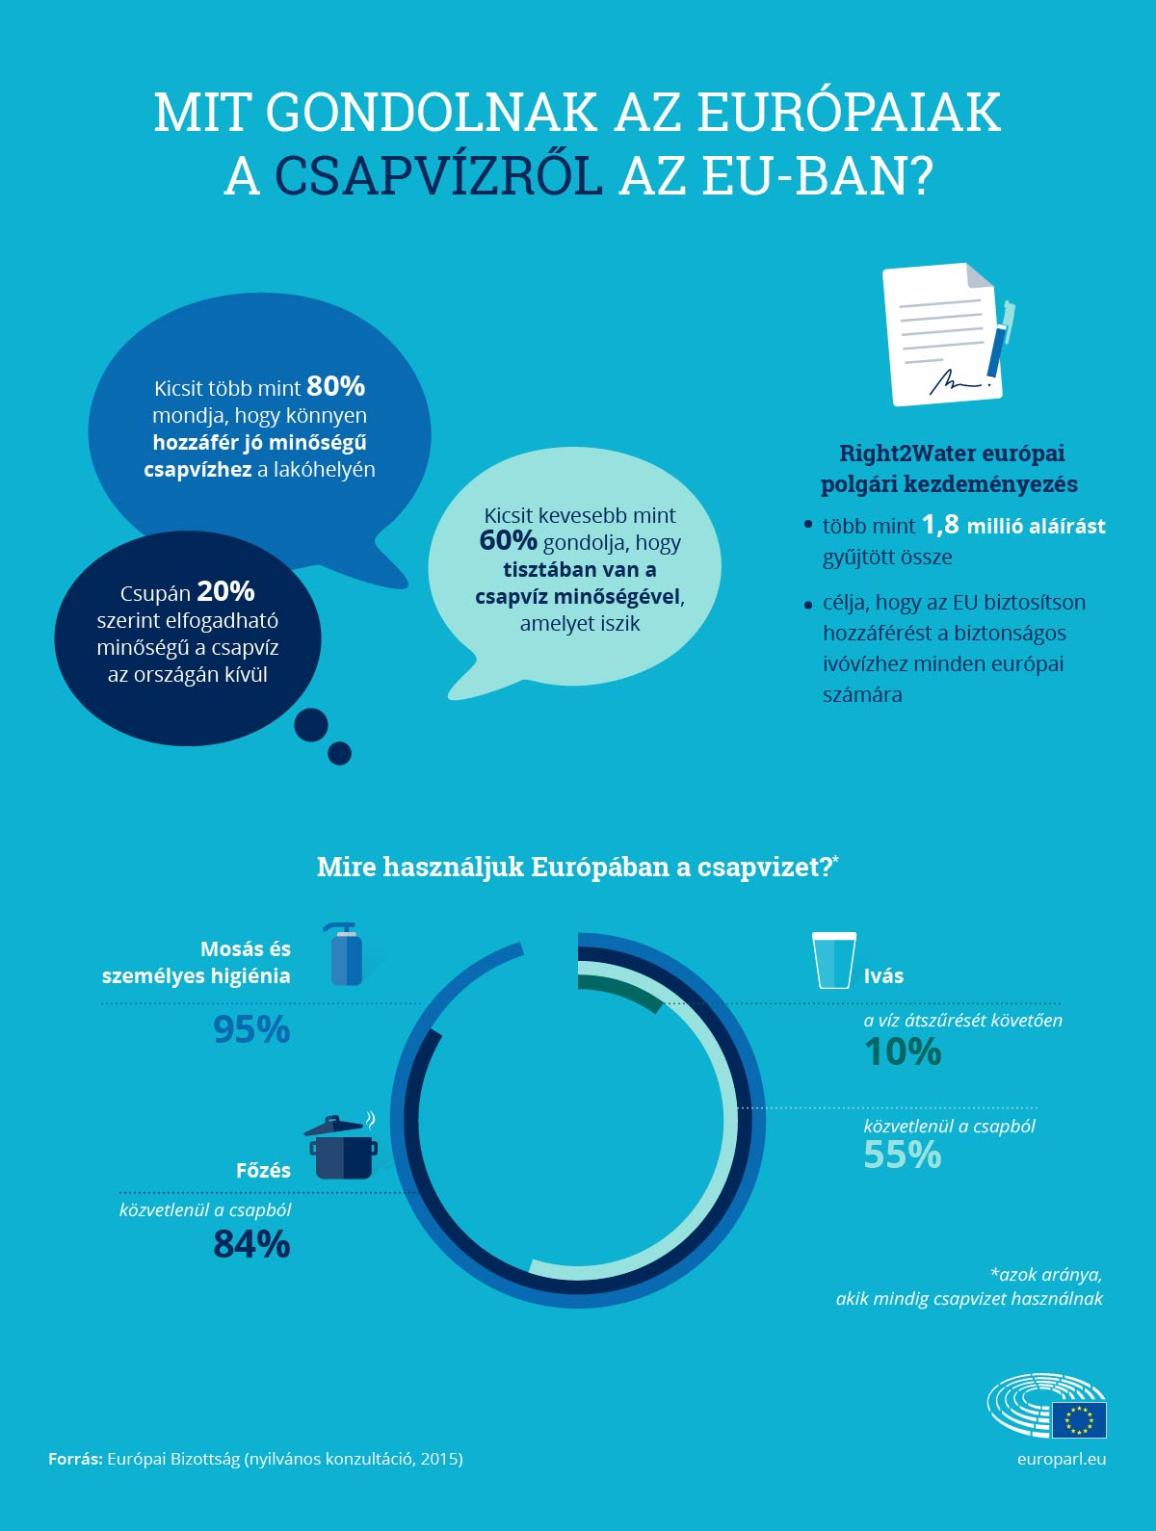 MIT GONDOLNAK AZ EURÓPAIAK
A CSAPVÍZRŐL AZ EU-BAN?
Kicsit több mint 80%
mondja, hogy könnyen
hozzáfér jó minőségű
csapvízhez a lakóhelyén
Csupán 20%
szerint elfogadható
minőségű a csapvíz
az országán kívül
Kicsit kevesebb mint
60% gondolja, hogy
tisztában van a
csapvíz minőségével,
amelyet iszik
Right2Water európai
polgári kezdeményezés
• több mint 1,8 millió aláírást
gyűjtött össze
• célja, hogy az EU biztosítson
hozzáférést a biztonságos
ivóvízhez minden európai
számára
Mire használjuk Európában a csapvizet?*
Mosás és
személyes higiénia
95%
Főzés
közvetlenül a csapból
84%
Ivás
a víz átszűrését követően
10%
közvetlenül a csapból
55%
*azok aránya,
akik mindig csapvizet használnak
Forrás: Európai Bizottság (nyilvános konzultáció, 2015)
europarl.eu